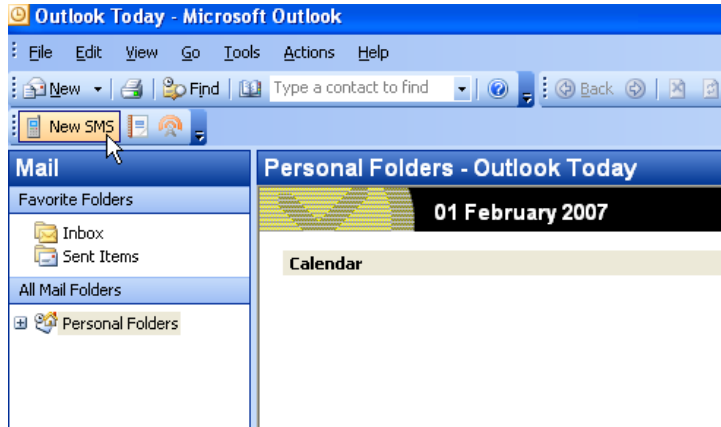 Outlook Today - Microsoft Outlook
File Edit View Go Tools Actions Help
New Find Type a contact to find Back
New SMS
Mail
Personal Folders - Outlook Today
Favorite Folders
01 February 2007
Inbox
Sent Items
Calendar
All Mail Folders
Personal Folders